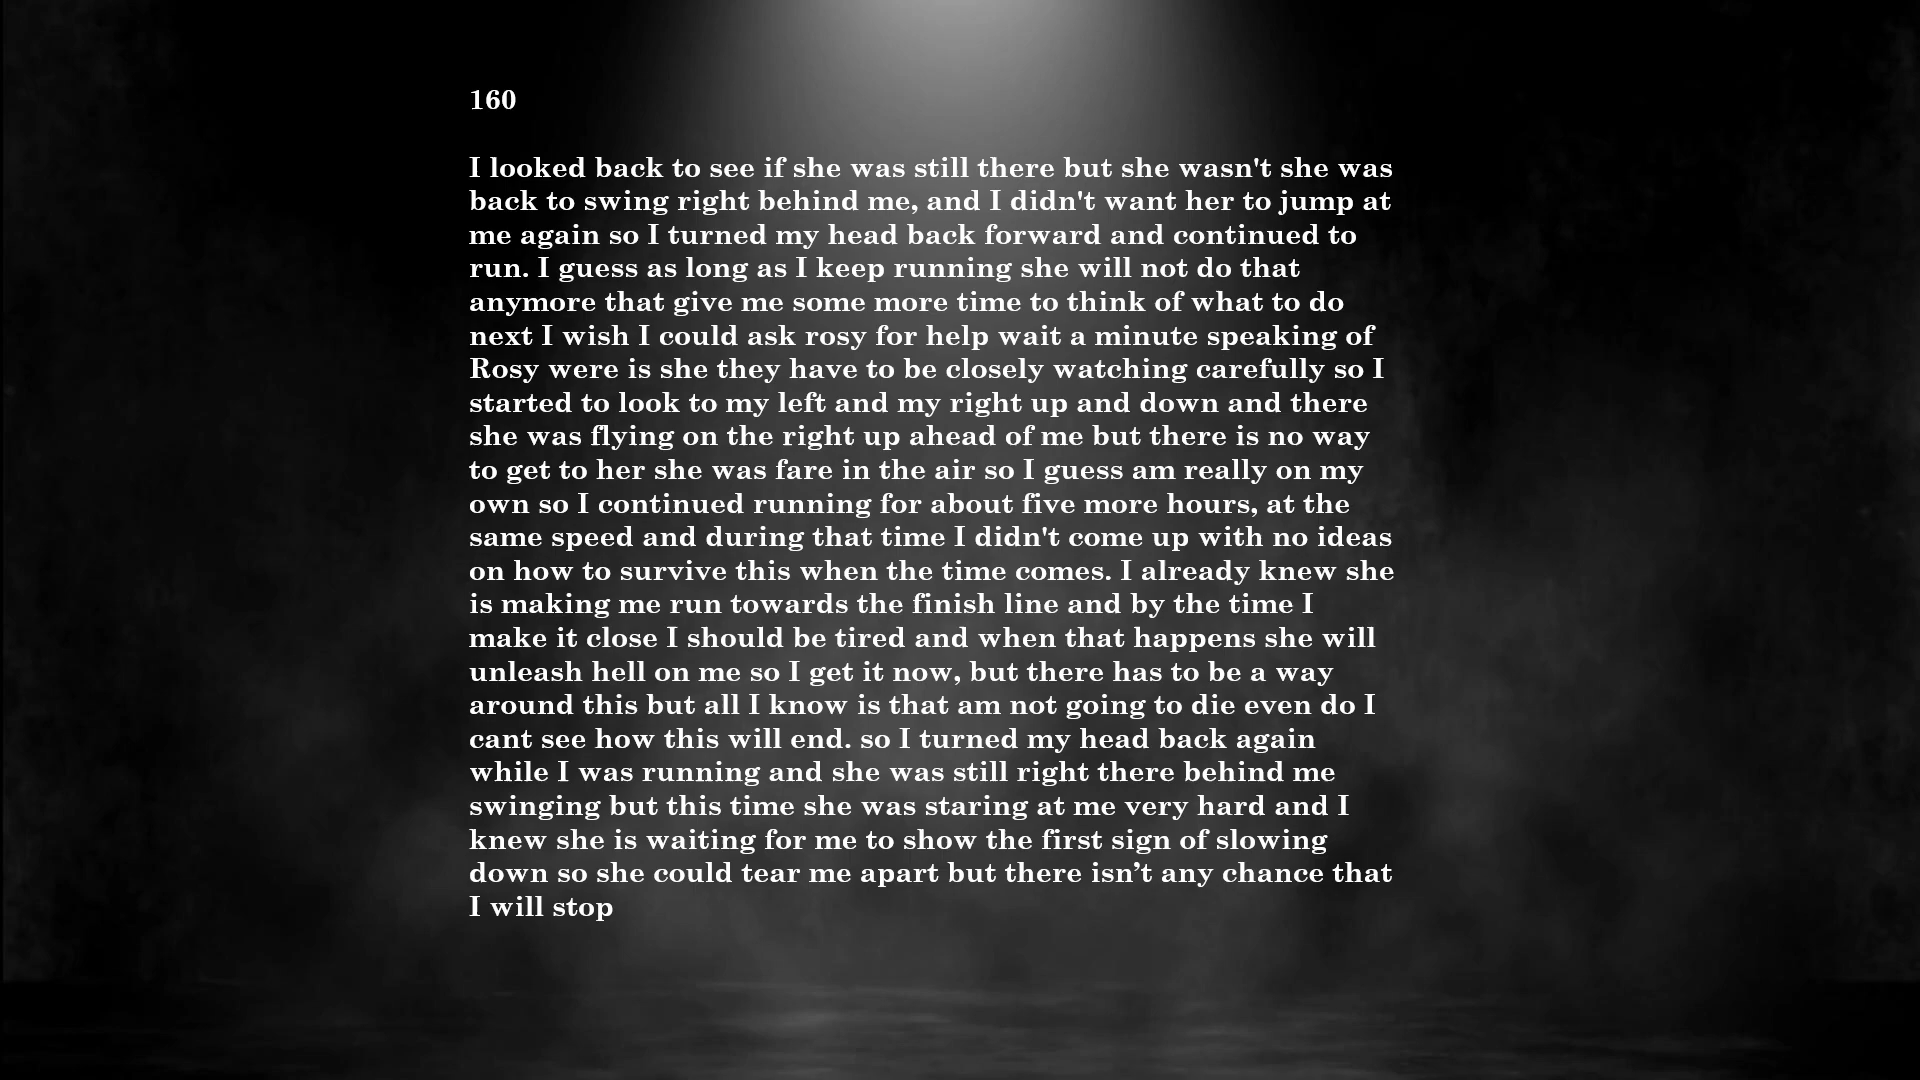 160
I looked back to see if she was still there but she wasn't she was
back to swing right behind me, and I didn't want her to jump at
me again so I turned my head back forward and continued to
run. I guess as long as I keep running she will not do that
anymore that give me some more time to think of what to do
next I wish I could ask rosy for help wait a minute speaking of
Rosy were is she they have to be closely watching carefully so I
started to look to my left and my right up and down and there
she was flying on the right up ahead of me but there is no way
to get to her she was fare in the air so I guess am really on my
own so I continued running for about five more hours, at the
same speed and during that time I didn't come up with no ideas
on how to survive this when the time comes. I already knew she
is making me run towards the finish line and by the time I
make it close I should be tired and when that happens she will
unleash hell on me so I get it now, but there has to be a way
around this but all I know is that am not going to die even do I
cant see how this will end. so I turned my head back again
while I was running and she was still right there behind me
swinging but this time she was staring at me very hard and I
knew she is waiting for me to show the first sign of slowing
down so she could tear me apart but there isn’t any chance that
I will stop